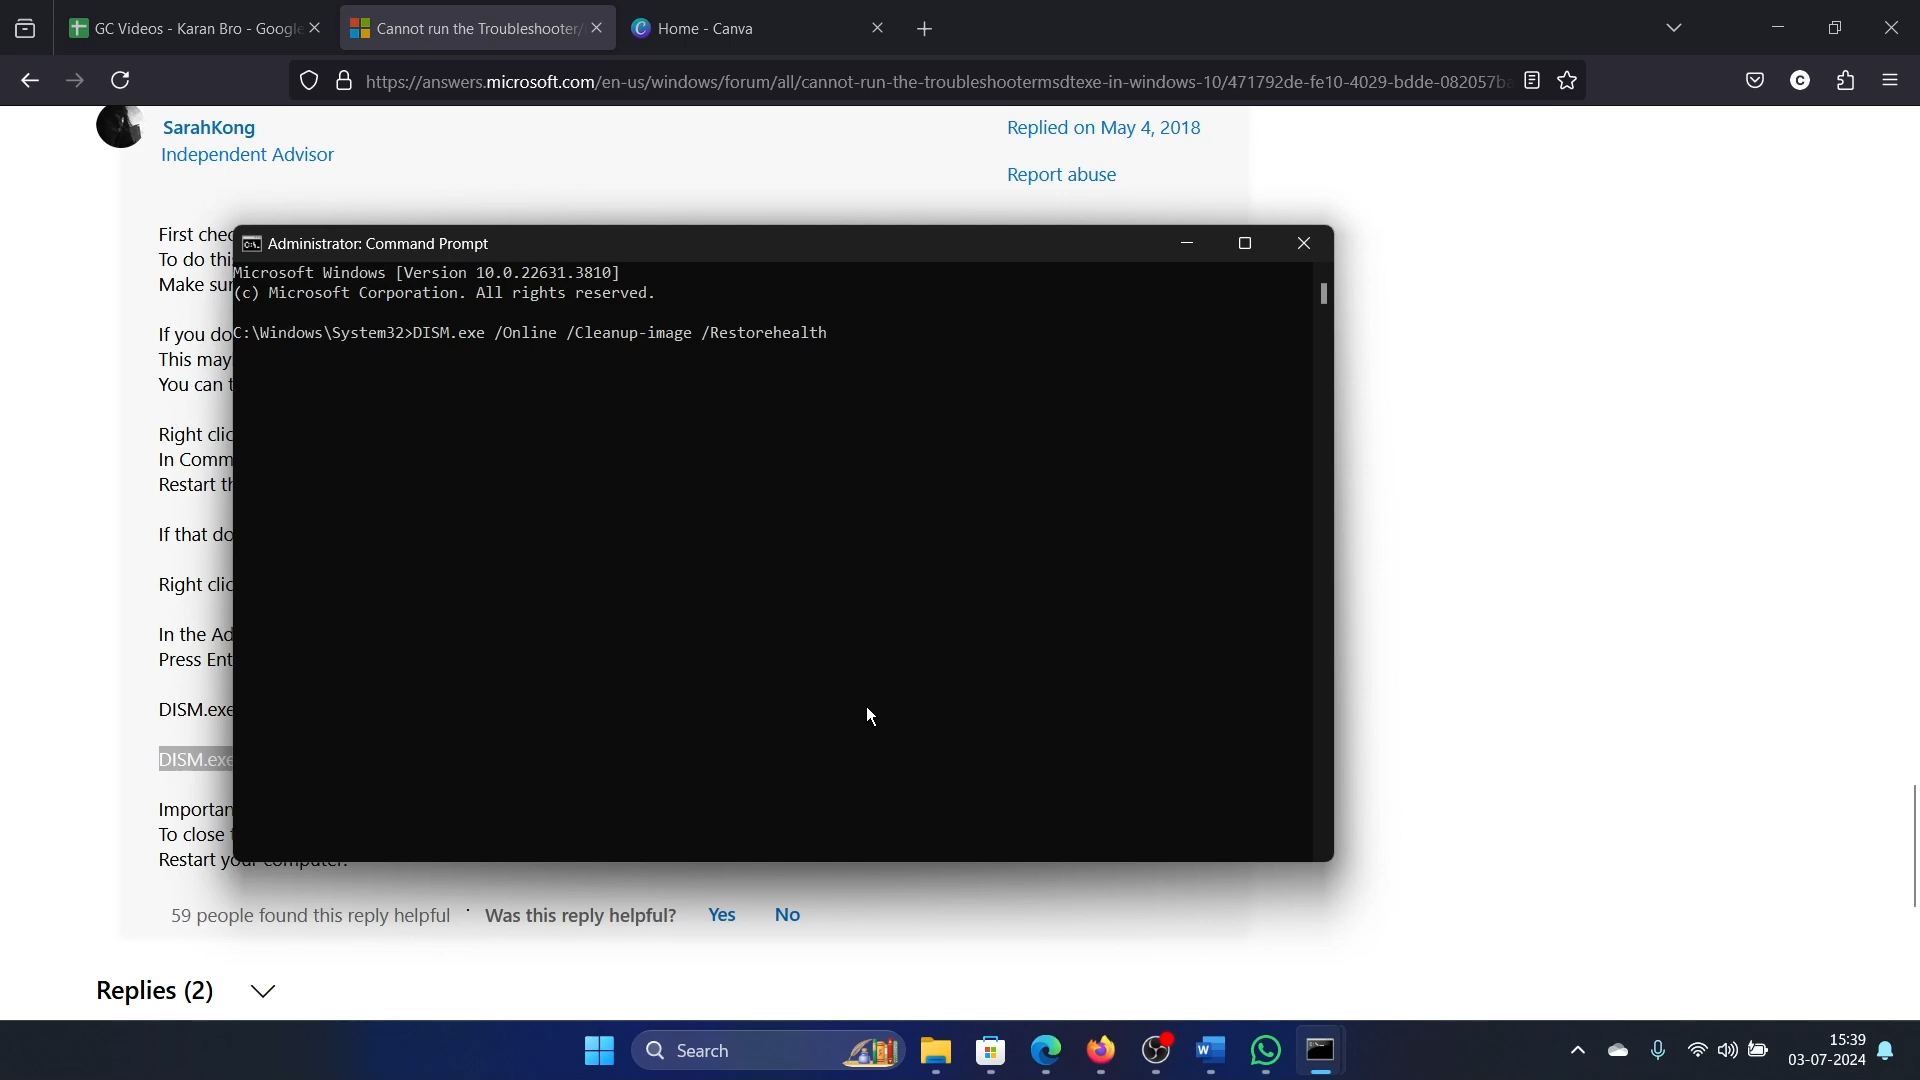 GC Videos - Karan Bro - Google
Cannot run the Troubleshooter/
Home - Canva
https://answers.microsoft.com/en-us/windows/forum/all/cannot-run-the-troubleshootermsdtexe-in-windows-10/471792de-fe10-4029-bdde-082057ba
SarahKong
Independent Advisor
Replied on May 4, 2018
Report abuse
First chec
To do thi
Make sur
If you do
This may
You can t
Right clic
In Comm
Restart th
If that do
Right clic
In the Ad
Press Ent
DISM.exe
DISM.exe
Importan
To close t
Restart your computer.
Administrator: Command Prompt
Microsoft Windows [Version 10.0.22631.3810]
(c) Microsoft Corporation. All rights reserved.
C:\Windows\System32>DISM.exe /Online /Cleanup-image /Restorehealth
59 people found this reply helpful · Was this reply helpful? Yes No
Replies (2)
Search
15:39
03-07-2024